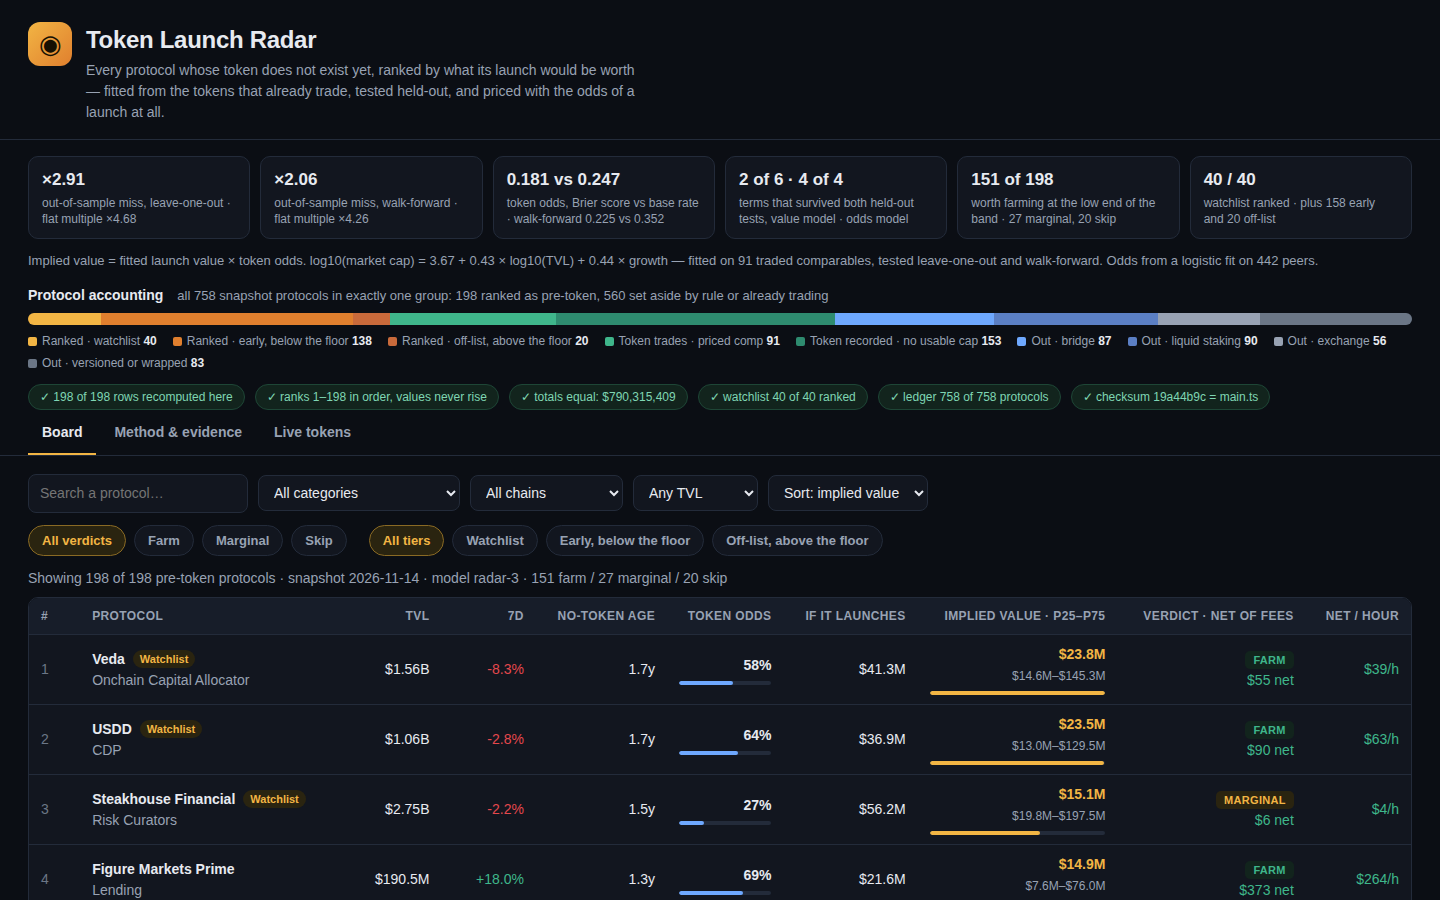 Token Launch Radar
Every protocol whose token does not exist yet, ranked by what its launch would be worth
— fitted from the tokens that already trade, tested held-out, and priced with the odds of a
launch at all.
×2.91
out-of-sample miss, leave-one-out ·
flat multiple ×4.68
×2.06
out-of-sample miss, walk-forward ·
flat multiple ×4.26
0.181 vs 0.247
token odds, Brier score vs base rate
· walk-forward 0.225 vs 0.352
2 of 6 · 4 of 4
terms that survived both held-out
tests, value model · odds model
151 of 198
worth farming at the low end of the
band · 27 marginal, 20 skip
40 / 40
watchlist ranked · plus 158 early
and 20 off-list
Implied value = fitted launch value × token odds. log10(market cap) = 3.67 + 0.43 × log10(TVL) + 0.44 × growth — fitted on 91 traded comparables, tested leave-one-out and walk-forward. Odds from a logistic fit on 442 peers.
Protocol accounting all 758 snapshot protocols in exactly one group: 198 ranked as pre-token, 560 set aside by rule or already trading
Ranked · watchlist 40 Ranked · early, below the floor 138 Ranked · off-list, above the floor 20 Token trades · priced comp 91 Token recorded · no usable cap 153 Out · bridge 87 Out · liquid staking 90 Out · exchange 56
Out · versioned or wrapped 83
✓ 198 of 198 rows recomputed here ✓ ranks 1–198 in order, values never rise ✓ totals equal: $790,315,409 ✓ watchlist 40 of 40 ranked ✓ ledger 758 of 758 protocols ✓ checksum 19a44b9c = main.ts
Board Method & evidence Live tokens
Search a protocol… All categories All chains Any TVL Sort: implied value
All verdicts Farm Marginal Skip All tiers Watchlist Early, below the floor Off-list, above the floor
Showing 198 of 198 pre-token protocols · snapshot 2026-11-14 · model radar-3 · 151 farm / 27 marginal / 20 skip
# PROTOCOL TVL 7D NO-TOKEN AGE TOKEN ODDS IF IT LAUNCHES IMPLIED VALUE · P25–P75 VERDICT · NET OF FEES NET / HOUR
1 Veda Watchlist $1.56B -8.3% 1.7y 58% $41.3M $23.8M FARM $39/h
Onchain Capital Allocator $14.6M–$145.3M $55 net
2 USDD Watchlist $1.06B -2.8% 1.7y 64% $36.9M $23.5M FARM $63/h
CDP $13.0M–$129.5M $90 net
3 Steakhouse Financial Watchlist $2.75B -2.2% 1.5y 27% $56.2M $15.1M MARGINAL $4/h
Risk Curators $19.8M–$197.5M $6 net
4 Figure Markets Prime $190.5M +18.0% 1.3y 69% $21.6M $14.9M FARM $264/h
Lending $7.6M–$76.0M $373 net